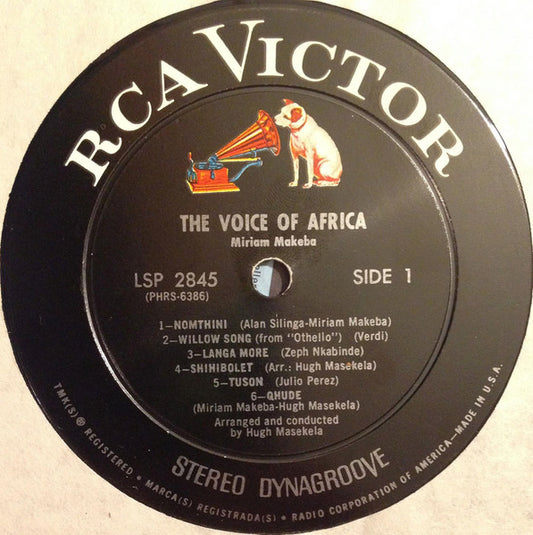 RCA VICTOR
THE VOICE OF AFRICA
Miriam Makeba
LSP 2845
(PHRS-6386)
SIDE 1
1—NOMTHINI (Alan Silinga-Miriam Makeba)
2—WILLOW SONG (from "Othello") (Verdi)
3—LANGA MORE (Zeph Nkabinde)
4—SHIHIBOLET (Arr.: Hugh Masekela)
5—TUSON (Julio Perez)
6—QHUDE
(Miriam Makeba-Hugh Masekela)
Arranged and conducted
by Hugh Masekela
STEREO DYNAGROOVE
TMK(S) ® REGISTERED • MARCA(S) REGISTRADA(S) • RADIO CORPORATION OF AMERICA—MADE IN U.S.A.